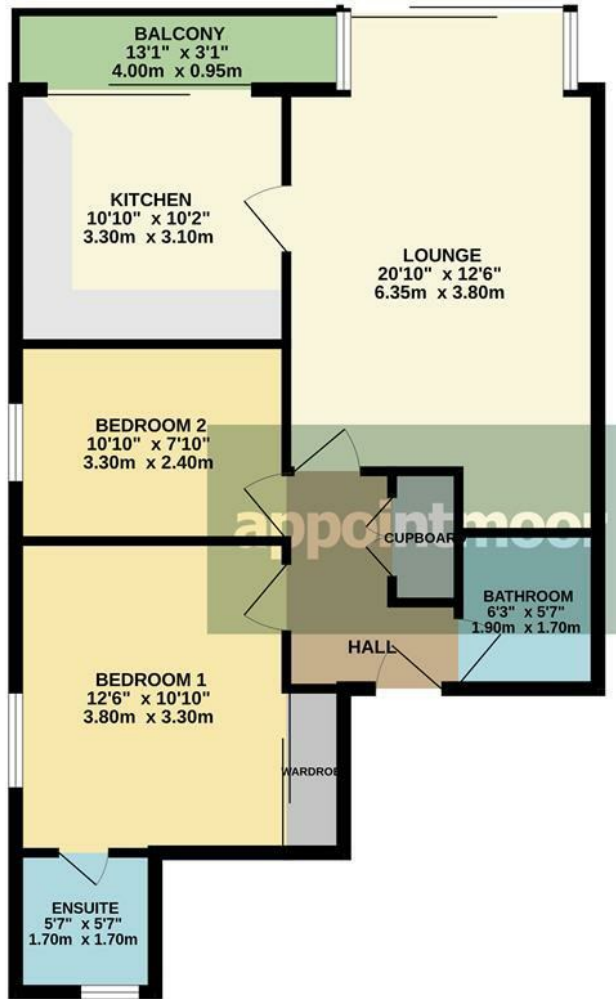 BALCONY
13'1" x 3'1"
4.00m x 0.95m
KITCHEN
10'10" x 10'2"
3.30m x 3.10m
LOUNGE
20'10" x 12'6"
6.35m x 3.80m
BEDROOM 2
10'10" x 7'10"
3.30m x 2.40m
appointmoor
CUPBOARD
BATHROOM
6'3" x 5'7"
1.90m x 1.70m
HALL
BEDROOM 1
12'6" x 10'10"
3.80m x 3.30m
WARDROB
ENSUITE
5'7" x 5'7"
1.70m x 1.70m